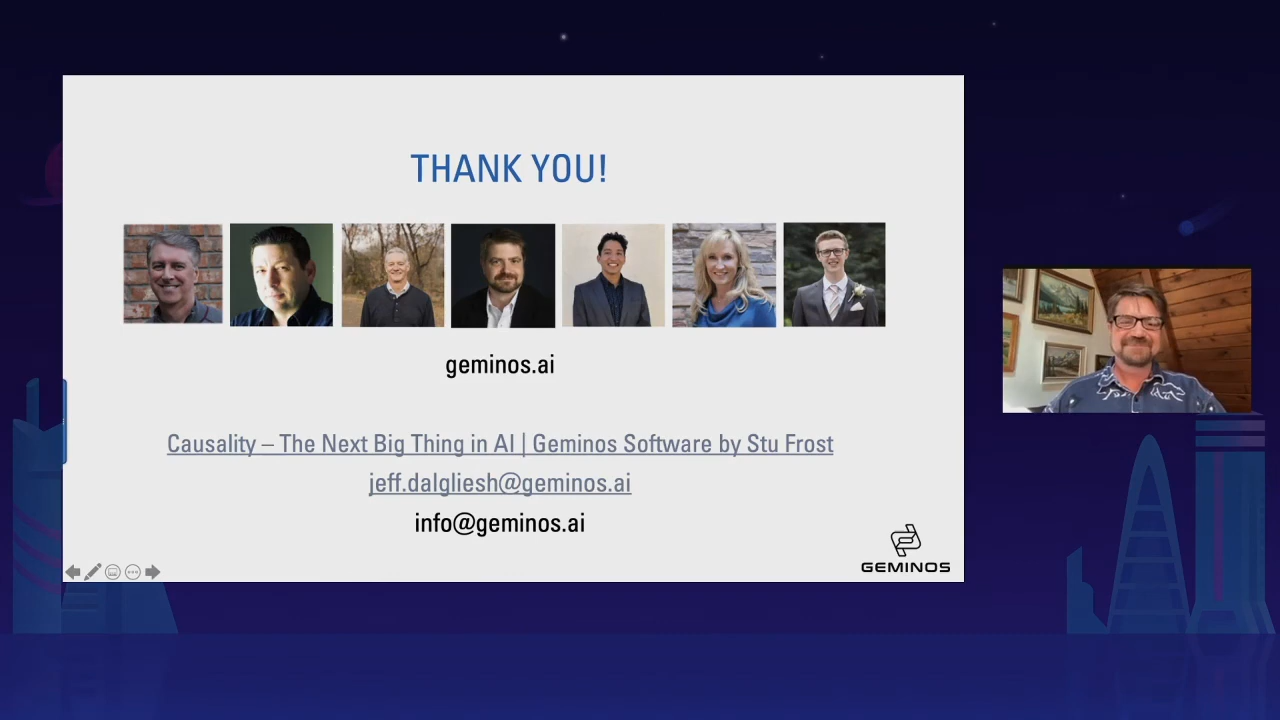 THANK YOU!
geminos.ai
Causality – The Next Big Thing in AI | Geminos Software by Stu Frost
jeff.dalgliesh@geminos.ai
info@geminos.ai
GEMINOS